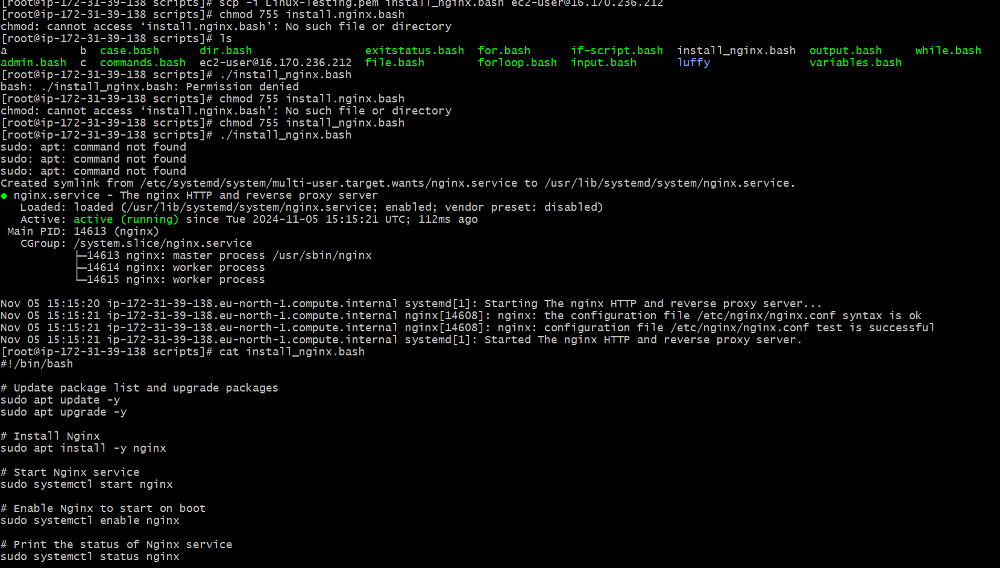 [root@ip-172-31-39-138 scripts]# scp -i Linux-Testing.pem install_nginx.bash ec2-user@16.170.236.212
[root@ip-172-31-39-138 scripts]# chmod 755 install.nginx.bash
chmod: cannot access ‘install.nginx.bash’: No such file or directory
[root@ip-172-31-39-138 scripts]# ls
a           b  case.bash      dir.bash                 exitstatus.bash  for.bash      if-script.bash  install_nginx.bash  output.bash     while.bash
admin.bash  c  commands.bash  ec2-user@16.170.236.212  file.bash        forloop.bash  input.bash      luffy               variables.bash
[root@ip-172-31-39-138 scripts]# ./install_nginx.bash
bash: ./install_nginx.bash: Permission denied
[root@ip-172-31-39-138 scripts]# chmod 755 install.nginx.bash
chmod: cannot access ‘install.nginx.bash’: No such file or directory
[root@ip-172-31-39-138 scripts]# chmod 755 install_nginx.bash
[root@ip-172-31-39-138 scripts]# ./install_nginx.bash
sudo: apt: command not found
sudo: apt: command not found
sudo: apt: command not found
Created symlink from /etc/systemd/system/multi-user.target.wants/nginx.service to /usr/lib/systemd/system/nginx.service.
● nginx.service - The nginx HTTP and reverse proxy server
   Loaded: loaded (/usr/lib/systemd/system/nginx.service; enabled; vendor preset: disabled)
   Active: active (running) since Tue 2024-11-05 15:15:21 UTC; 112ms ago
 Main PID: 14613 (nginx)
   CGroup: /system.slice/nginx.service
           ├─14613 nginx: master process /usr/sbin/nginx
           ├─14614 nginx: worker process
           └─14615 nginx: worker process

Nov 05 15:15:20 ip-172-31-39-138.eu-north-1.compute.internal systemd[1]: Starting The nginx HTTP and reverse proxy server...
Nov 05 15:15:21 ip-172-31-39-138.eu-north-1.compute.internal nginx[14608]: nginx: the configuration file /etc/nginx/nginx.conf syntax is ok
Nov 05 15:15:21 ip-172-31-39-138.eu-north-1.compute.internal nginx[14608]: nginx: configuration file /etc/nginx/nginx.conf test is successful
Nov 05 15:15:21 ip-172-31-39-138.eu-north-1.compute.internal systemd[1]: Started The nginx HTTP and reverse proxy server.
[root@ip-172-31-39-138 scripts]# cat install_nginx.bash
#!/bin/bash

# Update package list and upgrade packages
sudo apt update -y
sudo apt upgrade -y

# Install Nginx
sudo apt install -y nginx

# Start Nginx service
sudo systemctl start nginx

# Enable Nginx to start on boot
sudo systemctl enable nginx

# Print the status of Nginx service
sudo systemctl status nginx